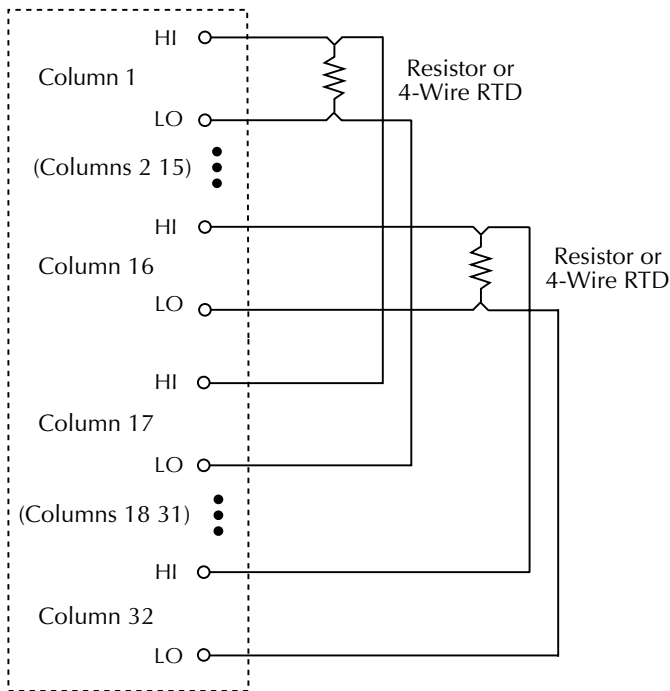 HI
Column 1
LO
(Columns 2 15)
HI
Column 16
LO
HI
Column 17
LO
(Columns 18 31)
HI
Column 32
LO
Resistor or
4-Wire RTD
Resistor or
4-Wire RTD